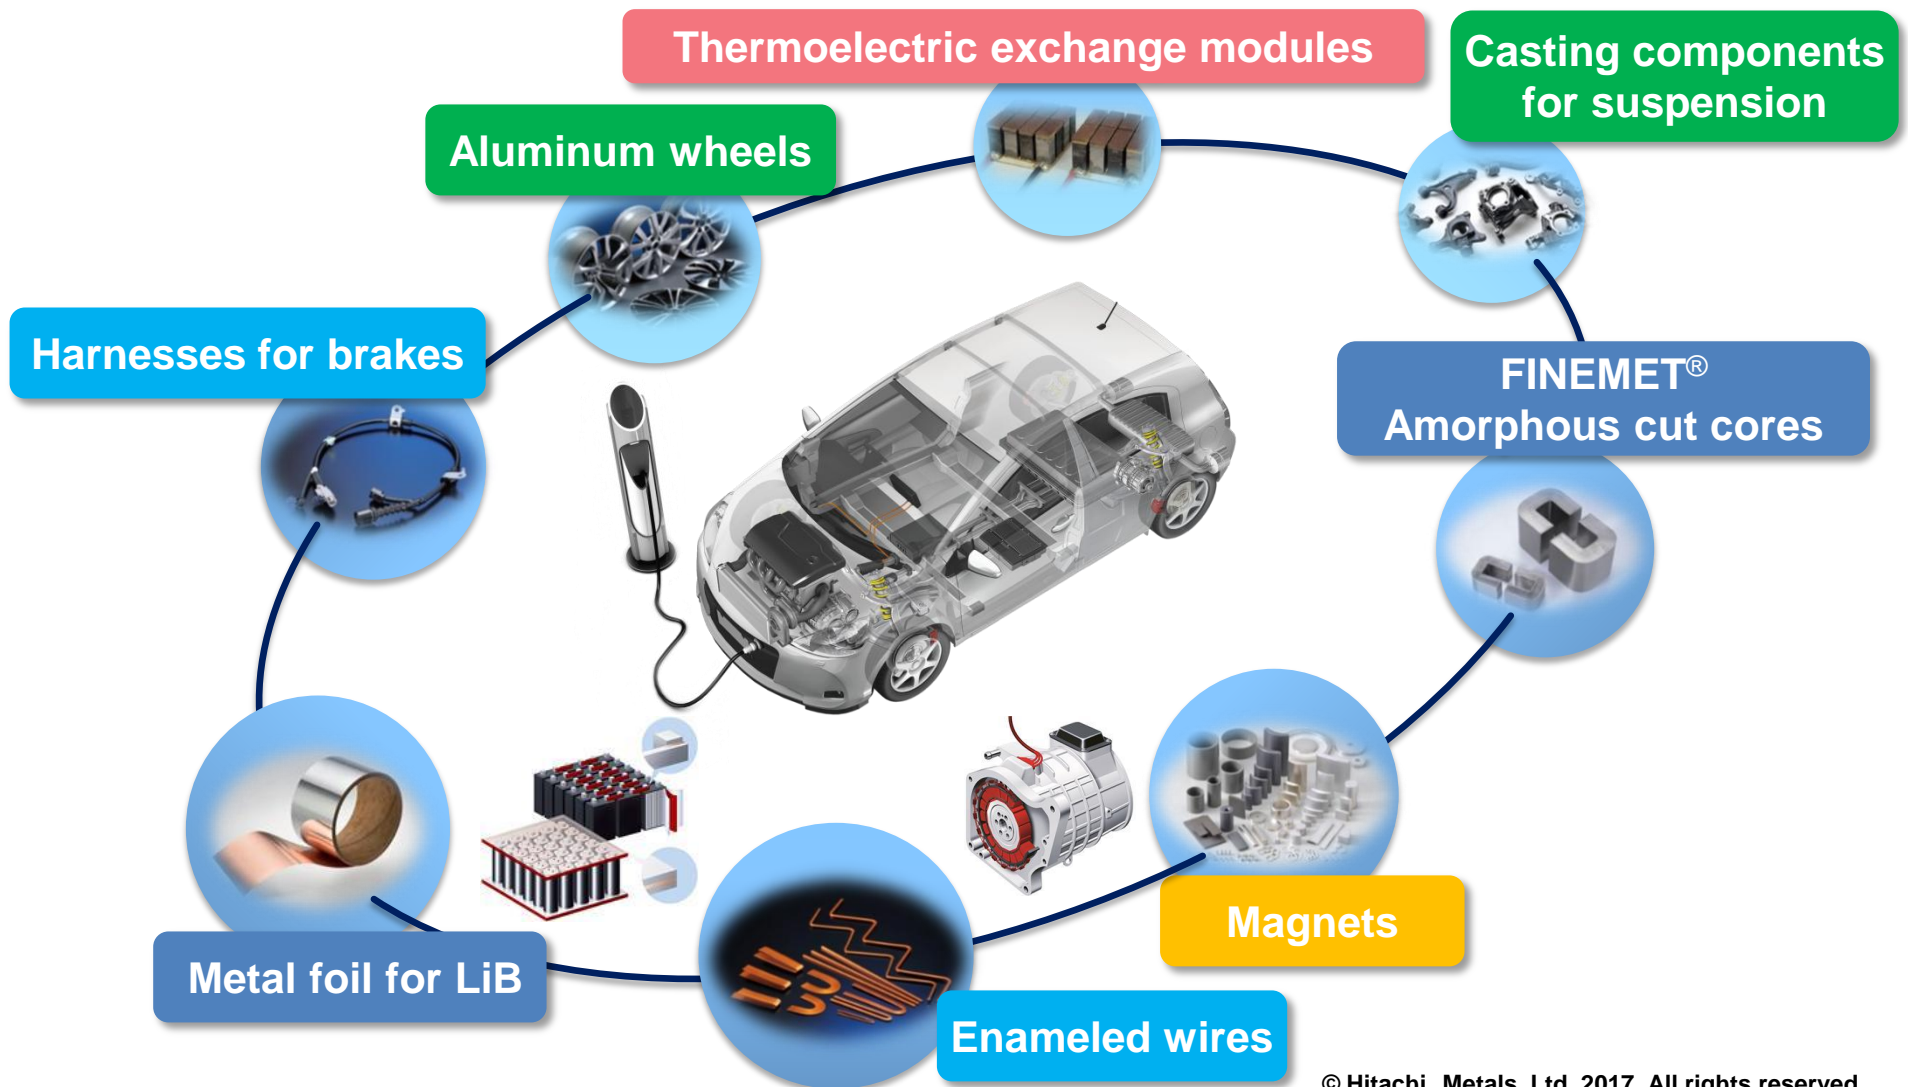 Thermoelectric exchange modules
Casting components
for suspension
Aluminum wheels
Harnesses for brakes
FINEMET®
Amorphous cut cores
Magnets
Metal foil for LiB
Enameled wires
© Hitachi Metals, Ltd. 2017. All rights reserved